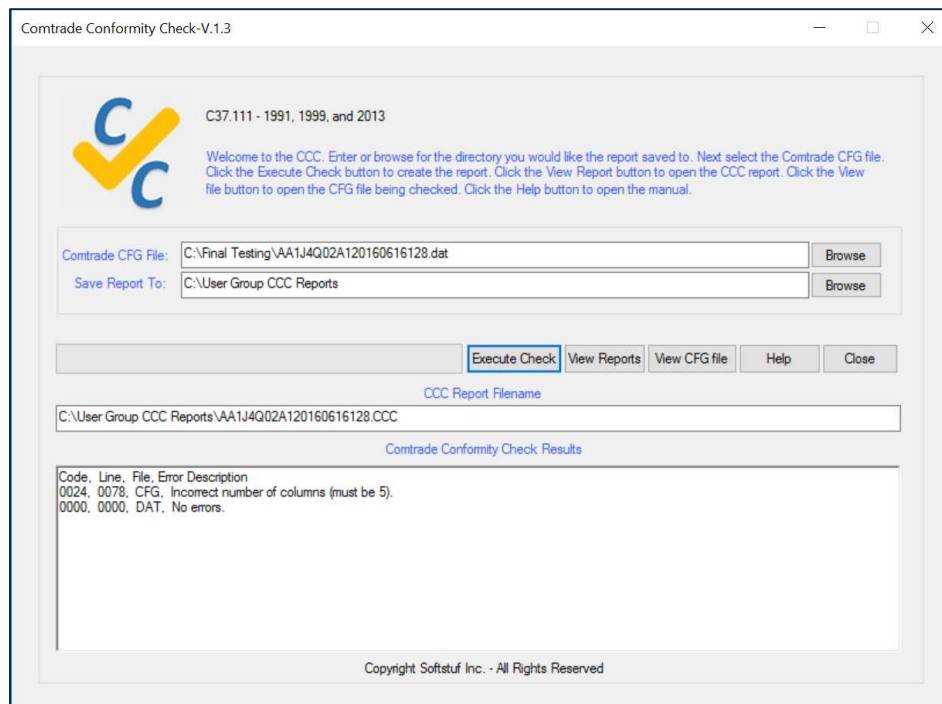 Comtrade Conformity Check-V.1.3
C
C
C37.111 - 1991, 1999, and 2013
Welcome to the CCC. Enter or browse for the directory you would like the report saved to. Next select the Comtrade CFG file.
Click the Execute Check button to create the report. Click the View Report button to open the CCC report. Click the View
file button to open the CFG file being checked. Click the Help button to open the manual.
Comtrade CFG File: C:\Final Testing\AA1J4Q02A120160616128.dat Browse
Save Report To: C:\User Group CCC Reports Browse
Execute Check View Reports View CFG file Help Close
CCC Report Filename
C:\User Group CCC Reports\AA1J4Q02A120160616128.CCC
Comtrade Conformity Check Results
Code, Line, File, Error Description
0024, 0078, CFG, Incorrect number of columns (must be 5).
0000, 0000, DAT, No errors.
Copyright Softstuf Inc. - All Rights Reserved